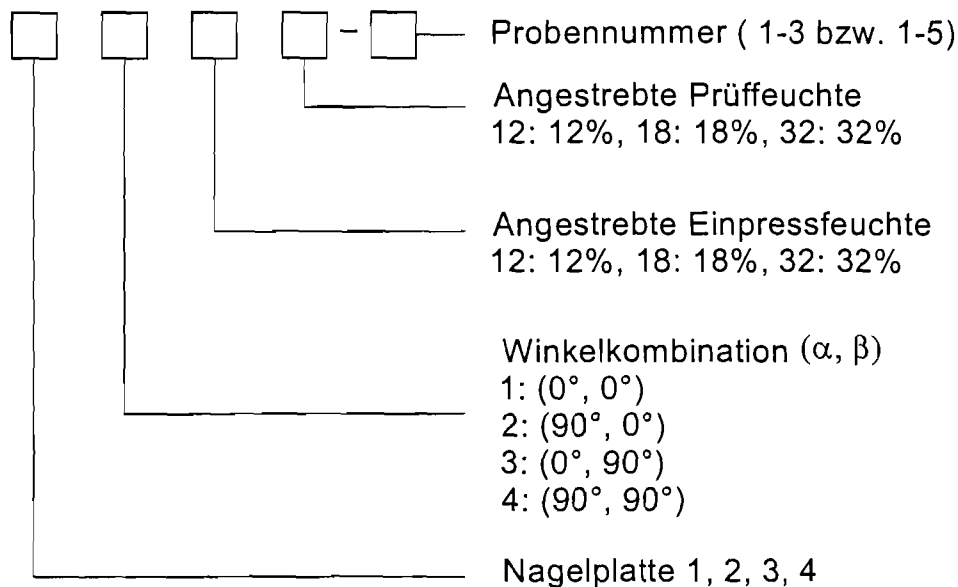 Probennummer ( 1-3 bzw. 1-5)
Angestrebte Prüffeuchte
12: 12%, 18: 18%, 32: 32%
Angestrebte Einpressfeuchte
12: 12%, 18: 18%, 32: 32%
Winkelkombination (α, β)
1: (0°, 0°)
2: (90°, 0°)
3: (0°, 90°)
4: (90°, 90°)
Nagelplatte 1, 2, 3, 4